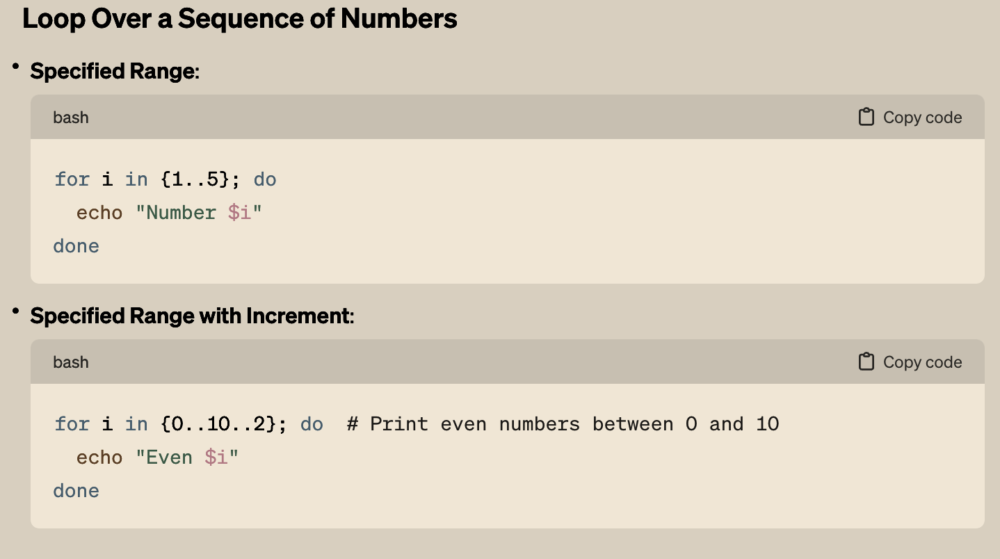 Loop Over a Sequence of Numbers
• Specified Range:
bash
Copy code
for i in {1..5}; do
  echo "Number $i"
done
• Specified Range with Increment:
bash
Copy code
for i in {0..10..2}; do  # Print even numbers between 0 and 10
  echo "Even $i"
done